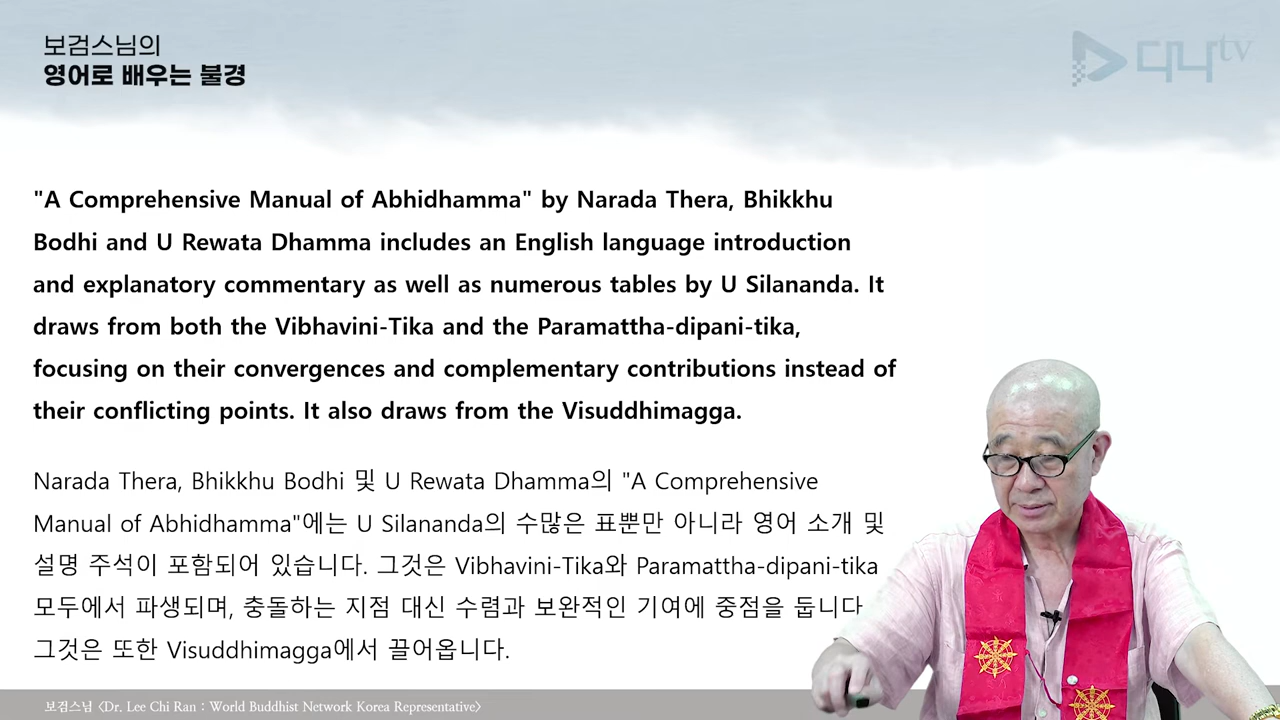 보검스님의
영어로 배우는 불경
디나tv
"A Comprehensive Manual of Abhidhamma" by Narada Thera, Bhikkhu
Bodhi and U Rewata Dhamma includes an English language introduction
and explanatory commentary as well as numerous tables by U Silananda. It
draws from both the Vibhavini-Tika and the Paramattha-dipani-tika,
focusing on their convergences and complementary contributions instead of
their conflicting points. It also draws from the Visuddhimagga.
Narada Thera, Bhikkhu Bodhi 및 U Rewata Dhamma의 "A Comprehensive
Manual of Abhidhamma"에는 U Silananda의 수많은 표뿐만 아니라 영어 소개 및
설명 주석이 포함되어 있습니다. 그것은 Vibhavini-Tika와 Paramattha-dipani-tika
모두에서 파생되며, 충돌하는 지점 대신 수렴과 보완적인 기여에 중점을 둡니다
그것은 또한 Visuddhimagga에서 끌어옵니다.
보검스님 <Dr. Lee Chi Ran : World Buddhist Network Korea Representative>